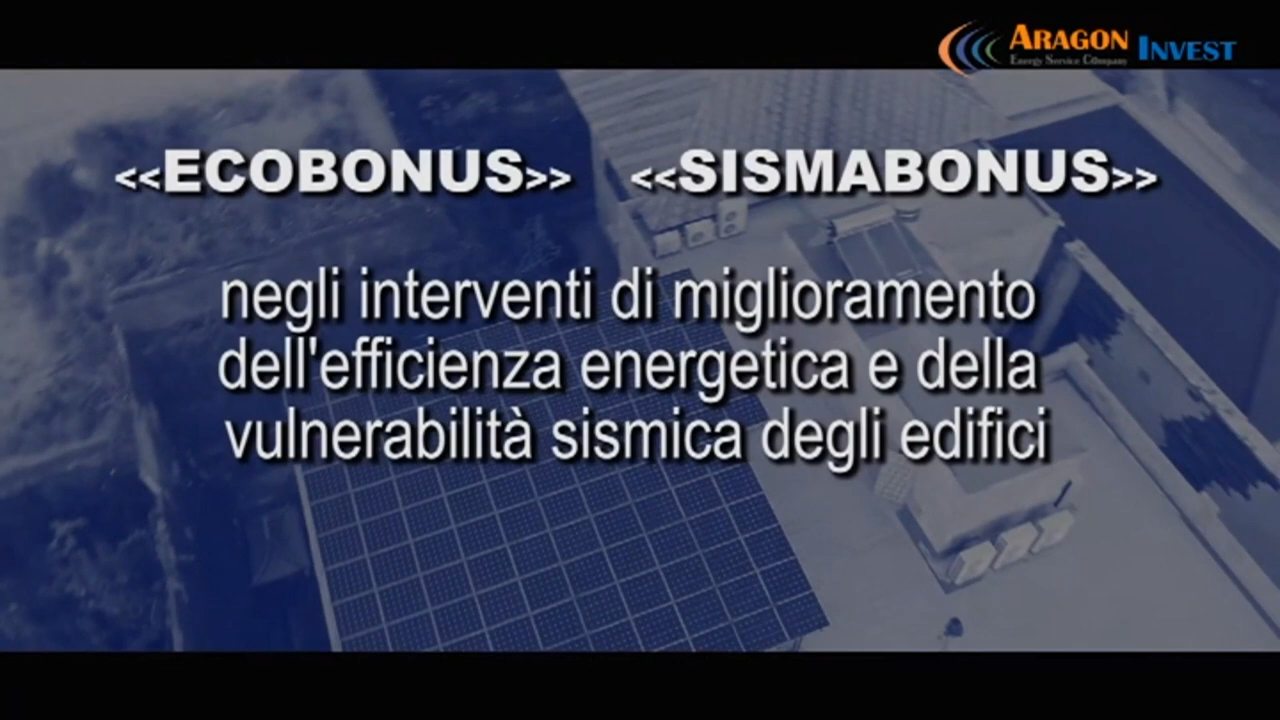 ARAGON INVEST
Energy Service Company
<<ECOBONUS>> <<SISMABONUS>>
negli interventi di miglioramento
dell'efficienza energetica e della
vulnerabilità sismica degli edifici